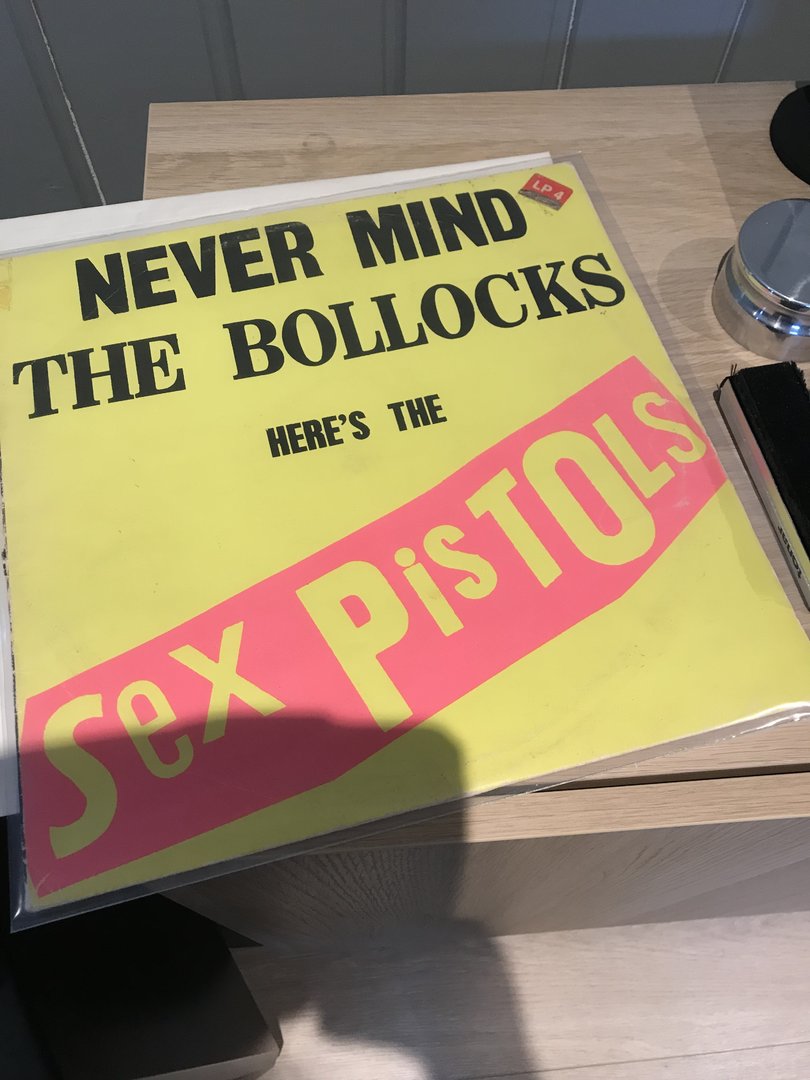 LP 4
NEVER MIND
THE BOLLOCKS
HERE'S THE
Sex PiSTOLS